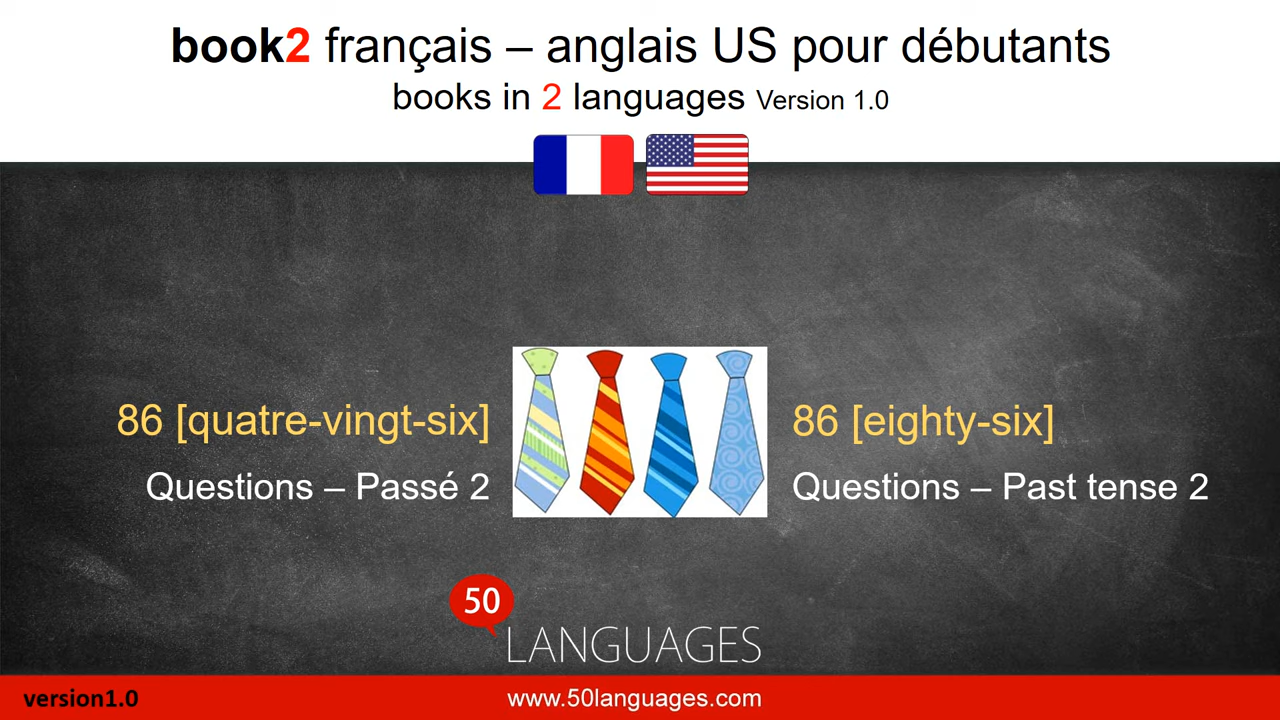 book2 français – anglais US pour débutants
books in 2 languages Version 1.0
86 [quatre-vingt-six]
Questions – Passé 2
86 [eighty-six]
Questions – Past tense 2
50
LANGUAGES
version1.0
www.50languages.com